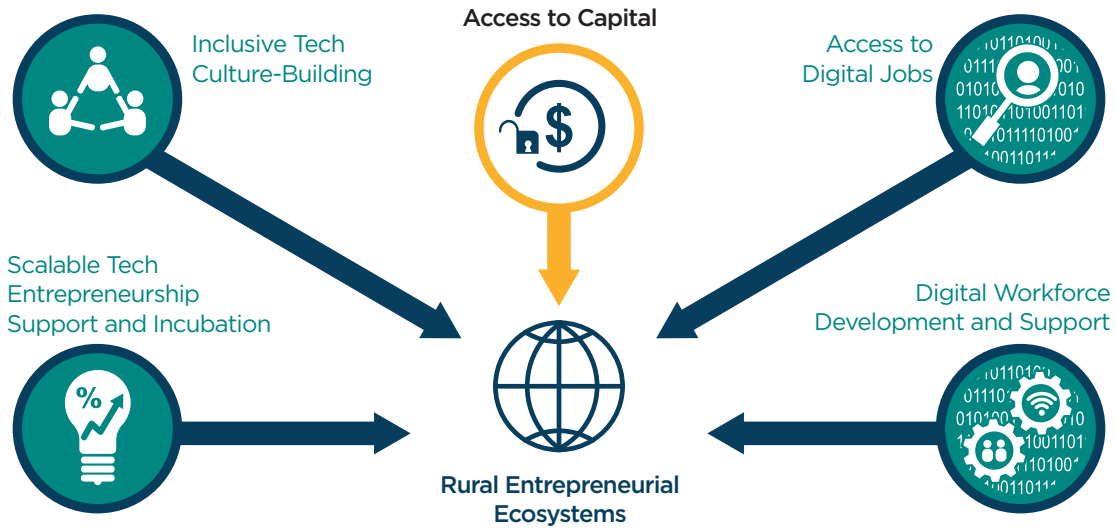 Access to Capital
Inclusive Tech
Culture-Building
$
Access to
Digital Jobs
Scalable Tech
Entrepreneurship
Support and Incubation
%
Digital Workforce
Development and Support
Rural Entrepreneurial
Ecosystems